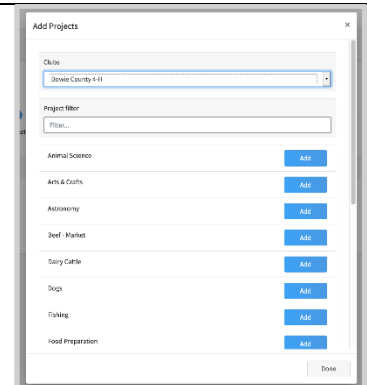 Add Projects ×
Clubs
Bowie County 4-H
Project filter
Filter...
Animal Science Add
Arts & Crafts Add
Astronomy Add
Beef - Market Add
Dairy Cattle Add
Dogs Add
Fishing Add
Food Preparation Add
Done